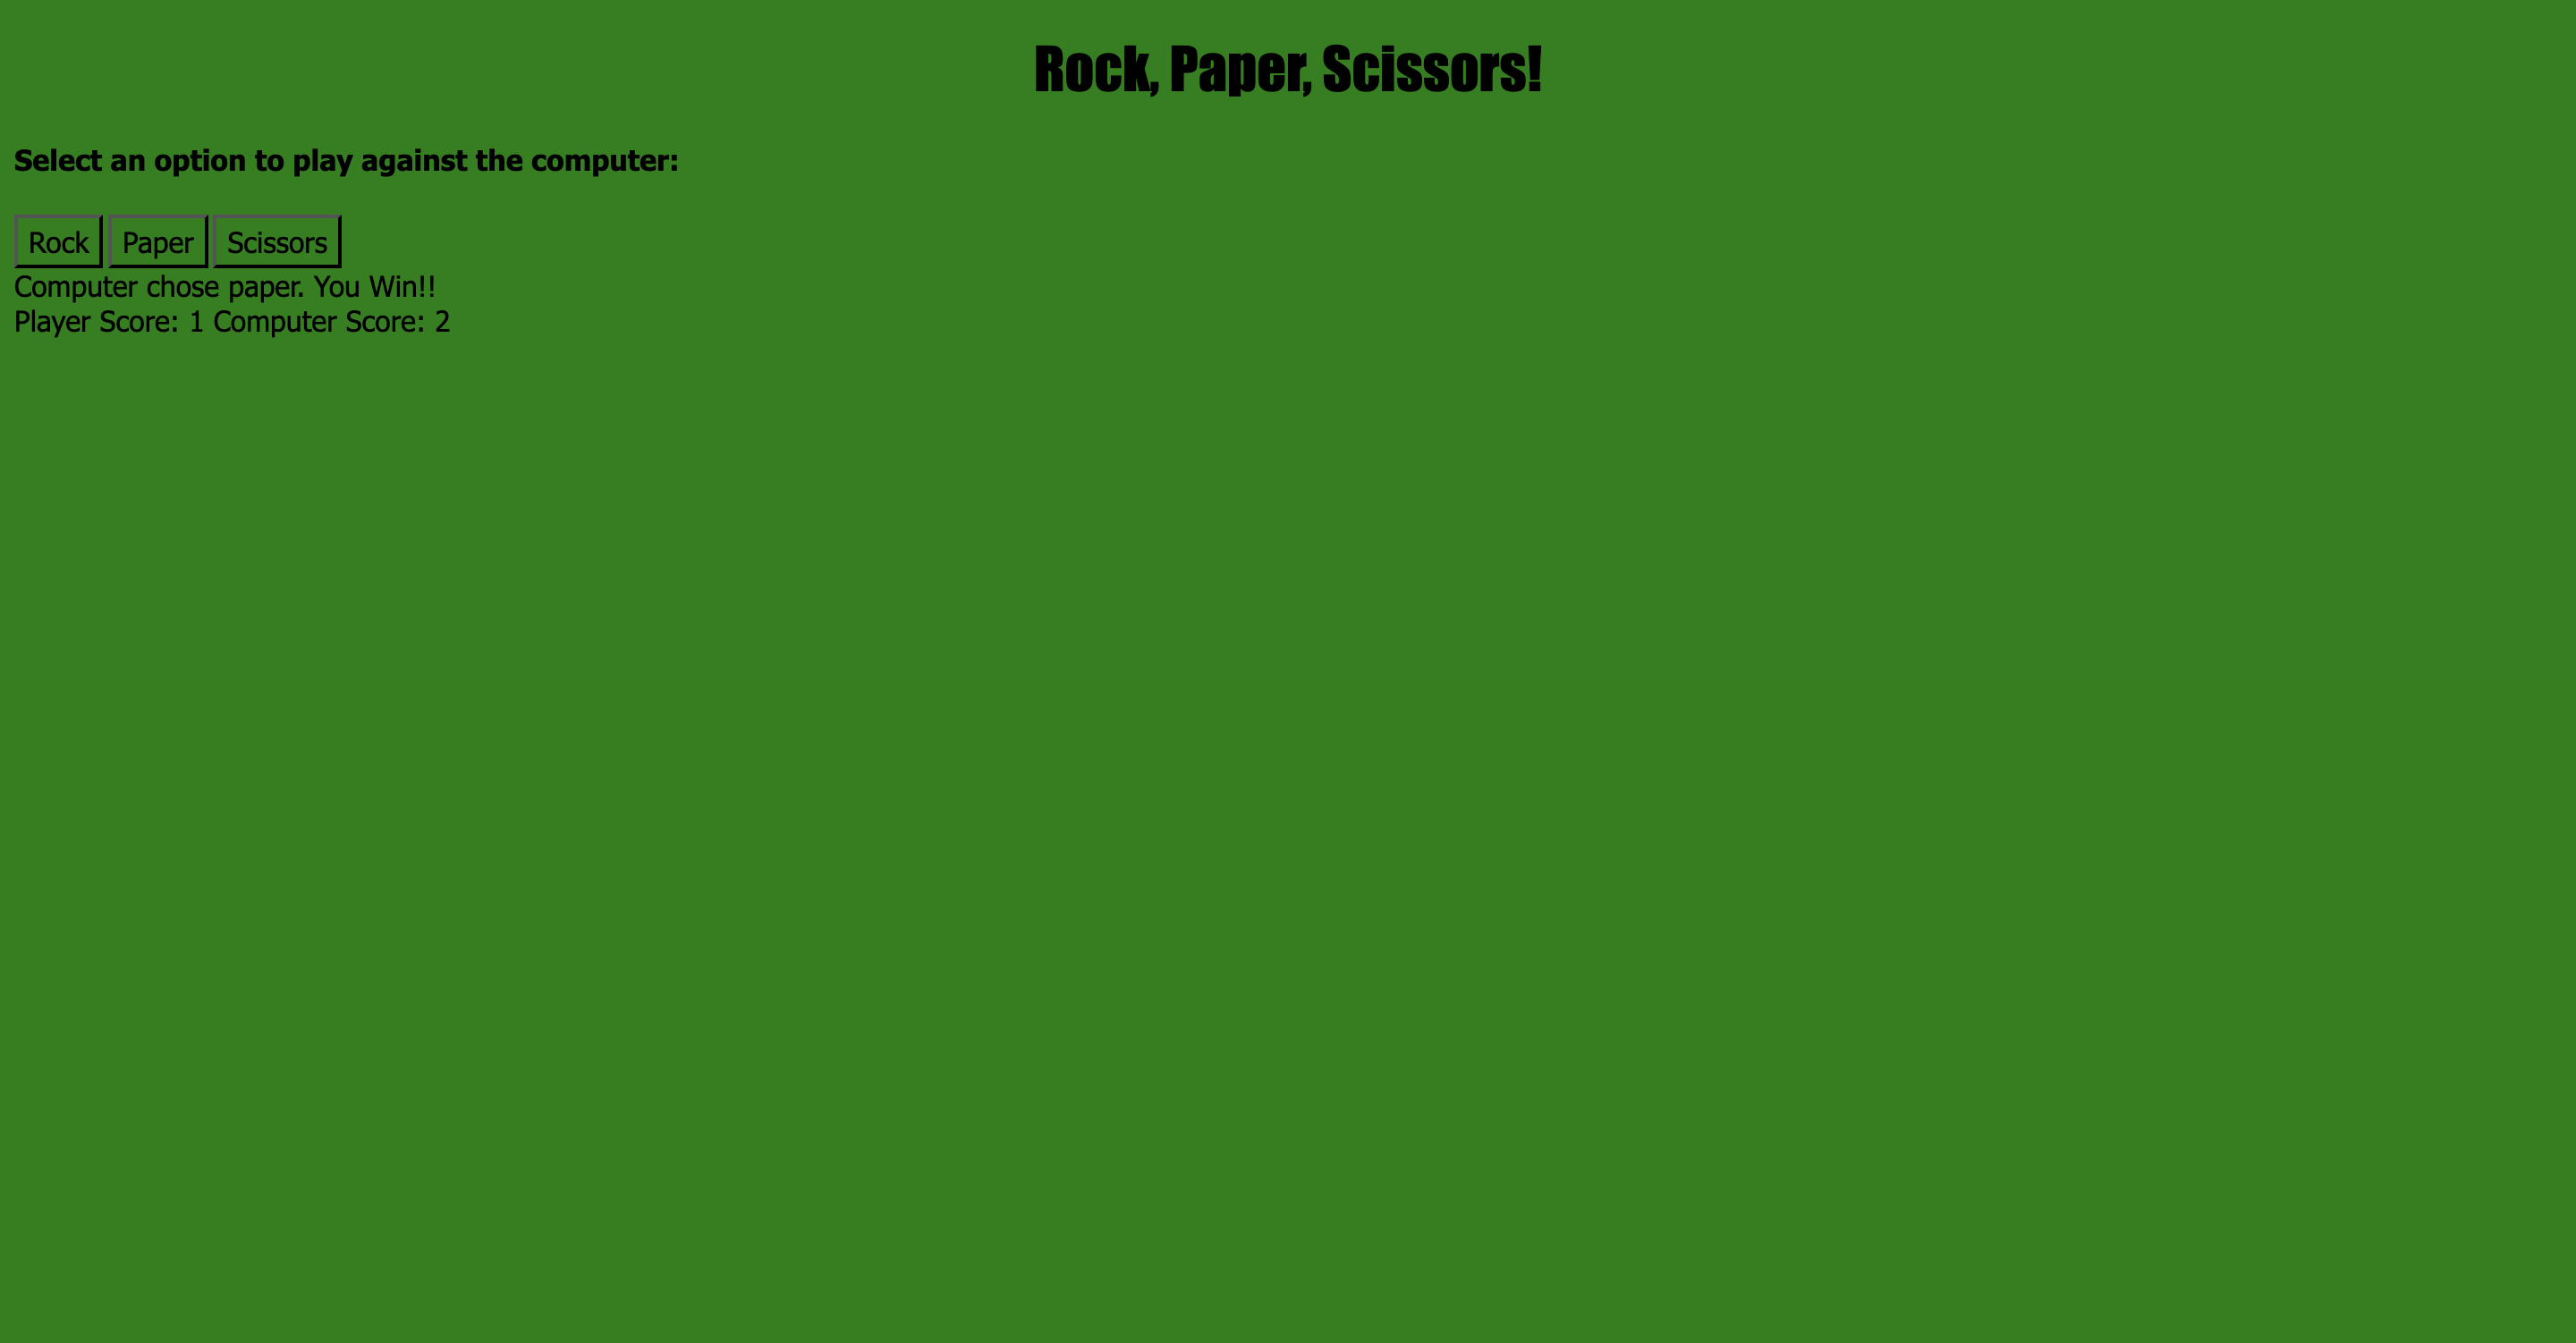 Rock, Paper, Scissors!
Select an option to play against the computer:
Rock Paper Scissors
Computer chose paper. You Win!!
Player Score: 1 Computer Score: 2